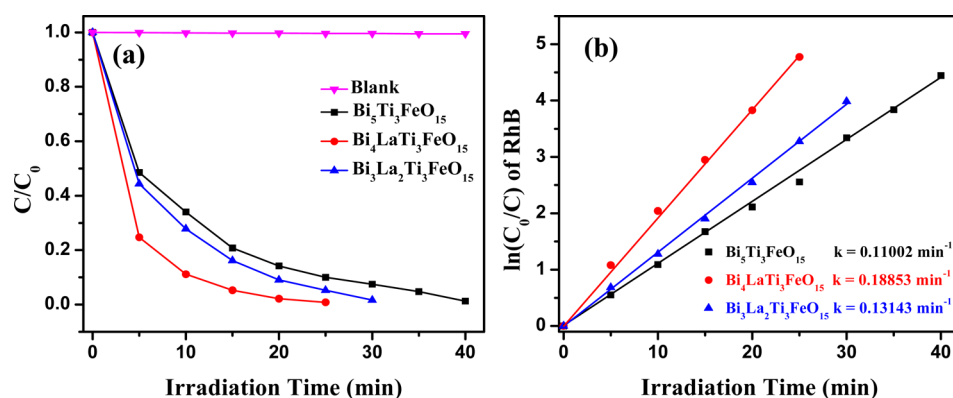 (a)
C/C₀
1.0
0.8
0.6
0.4
0.2
0.0
Blank
Bi₅Ti₃FeO₁₅
Bi₄LaTi₃FeO₁₅
Bi₃La₂Ti₃FeO₁₅
0 10 20 30 40
Irradiation Time (min)
(b)
ln(C₀/C) of RhB
5
4
3
2
1
0
Bi₅Ti₃FeO₁₅ k = 0.11002 min⁻¹
Bi₄LaTi₃FeO₁₅ k = 0.18853 min⁻¹
Bi₃La₂Ti₃FeO₁₅ k = 0.13143 min⁻¹
0 10 20 30 40
Irradiation Time (min)